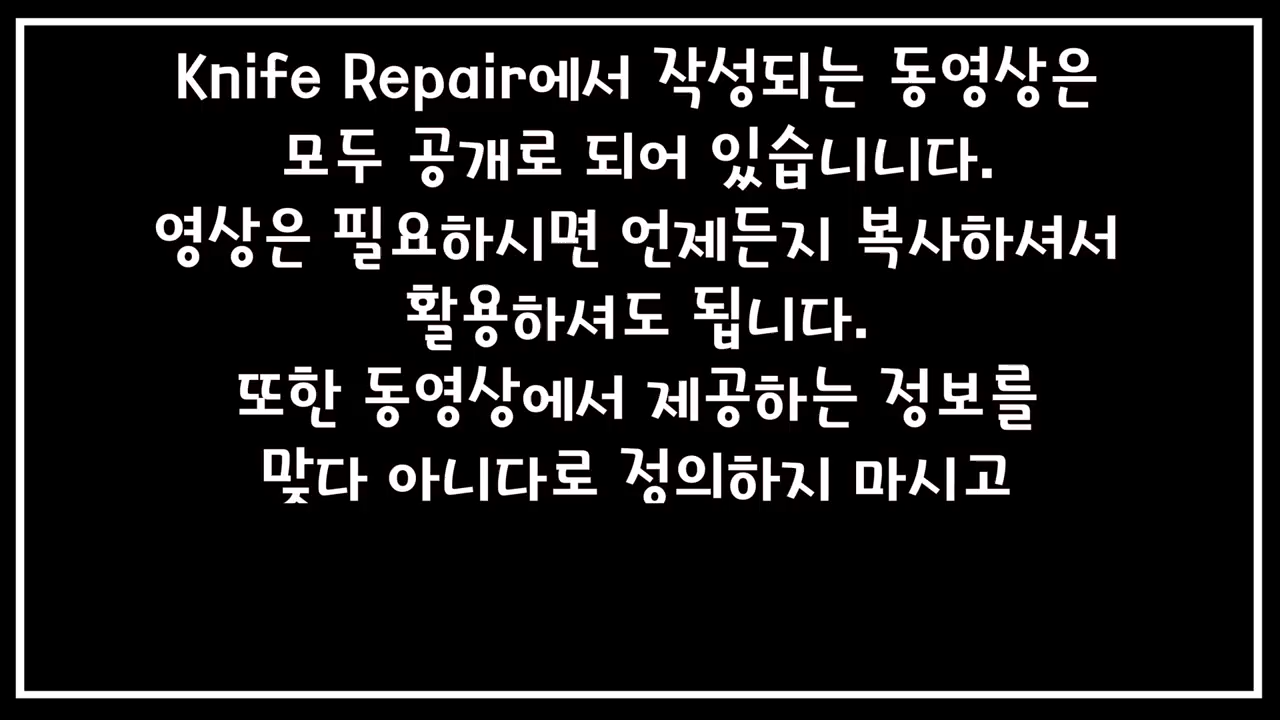 Knife Repair에서 작성되는 동영상은
모두 공개로 되어 있습니니다.
영상은 필요하시면 언제든지 복사하셔서
활용하셔도 됩니다.
또한 동영상에서 제공하는 정보를
맞다 아니다로 정의하지 마시고